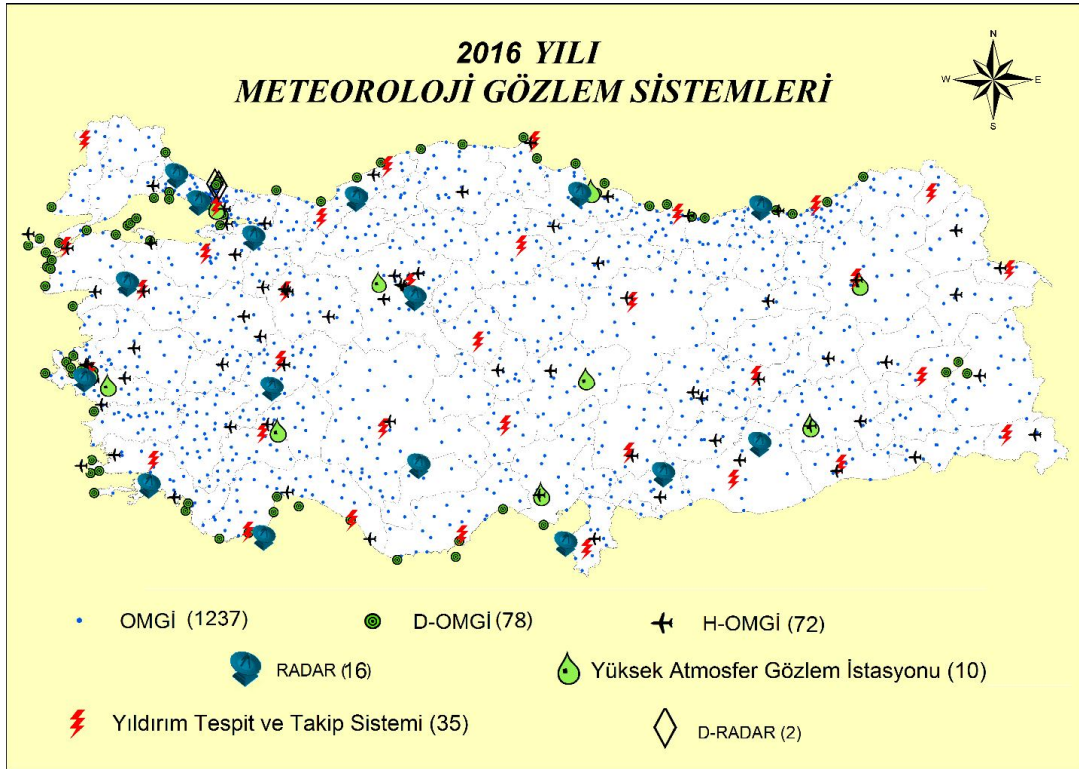 2016 YILI
METEOROLOJİ GÖZLEM SİSTEMLERİ
N
W E
S
OMGİ (1237) D-OMGİ (78) H-OMGİ (72)
RADAR (16) Yüksek Atmosfer Gözlem İstasyonu (10)
Yıldırım Tespit ve Takip Sistemi (35) D-RADAR (2)